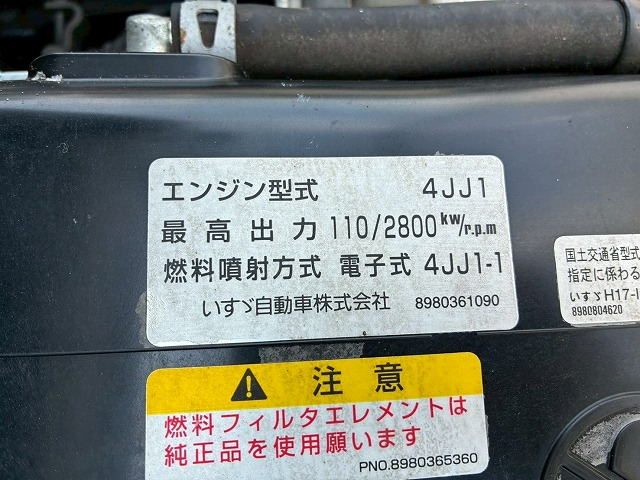 エンジン型式 4JJ1
最高出力 110/2800kw/r.p.m
燃料噴射方式 電子式 4JJ1-1
いすゞ自動車株式会社 8980361090
国土交通省型式
指定に係わる
いすゞH17-I
8980804620
注意
燃料フィルタエレメントは
純正品を使用願います
PNO.8980365360